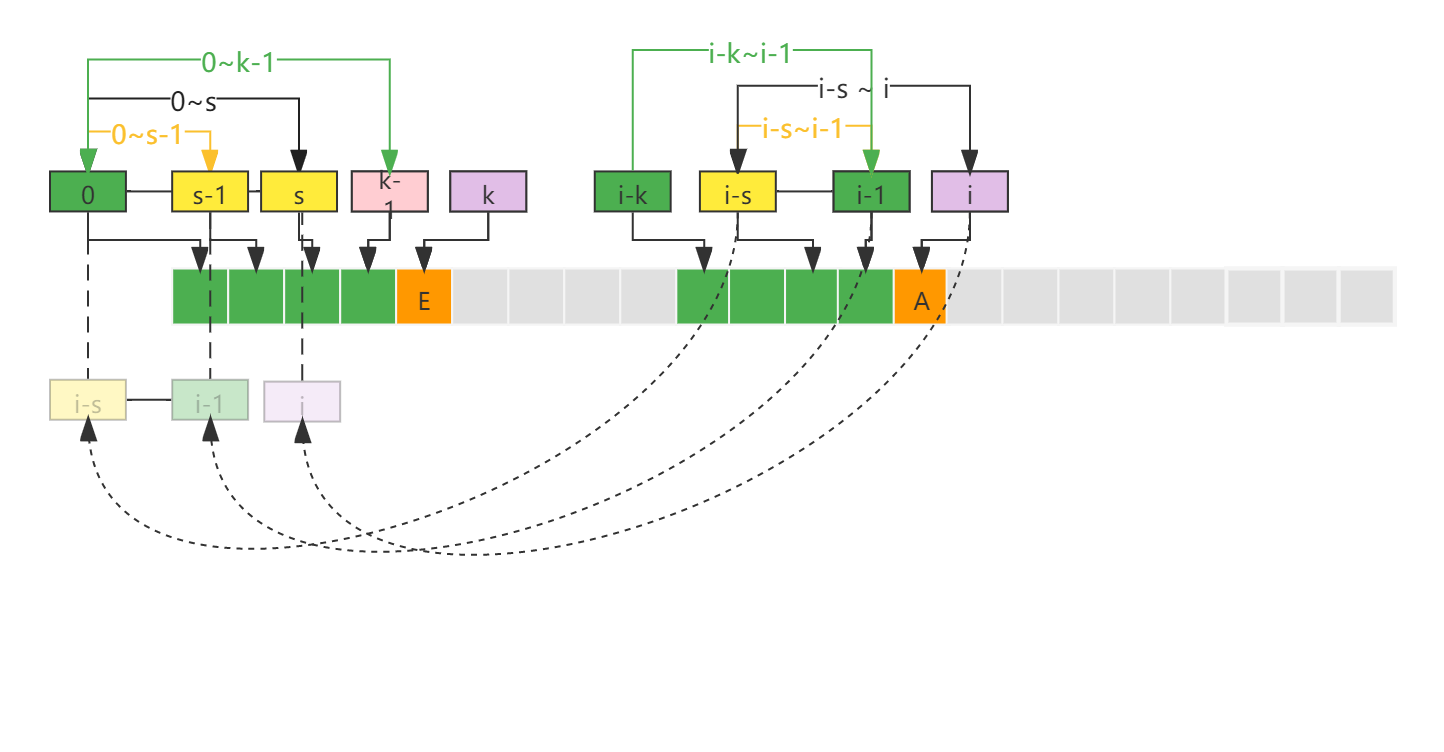 0~k-1
i-k~i-1
i-s ~ i
0~s
i-s~i-1
0~s-1
0
s-1
s
k-
1
k
i-k
i-s
i-1
i
E
A
i-s
i-1
i